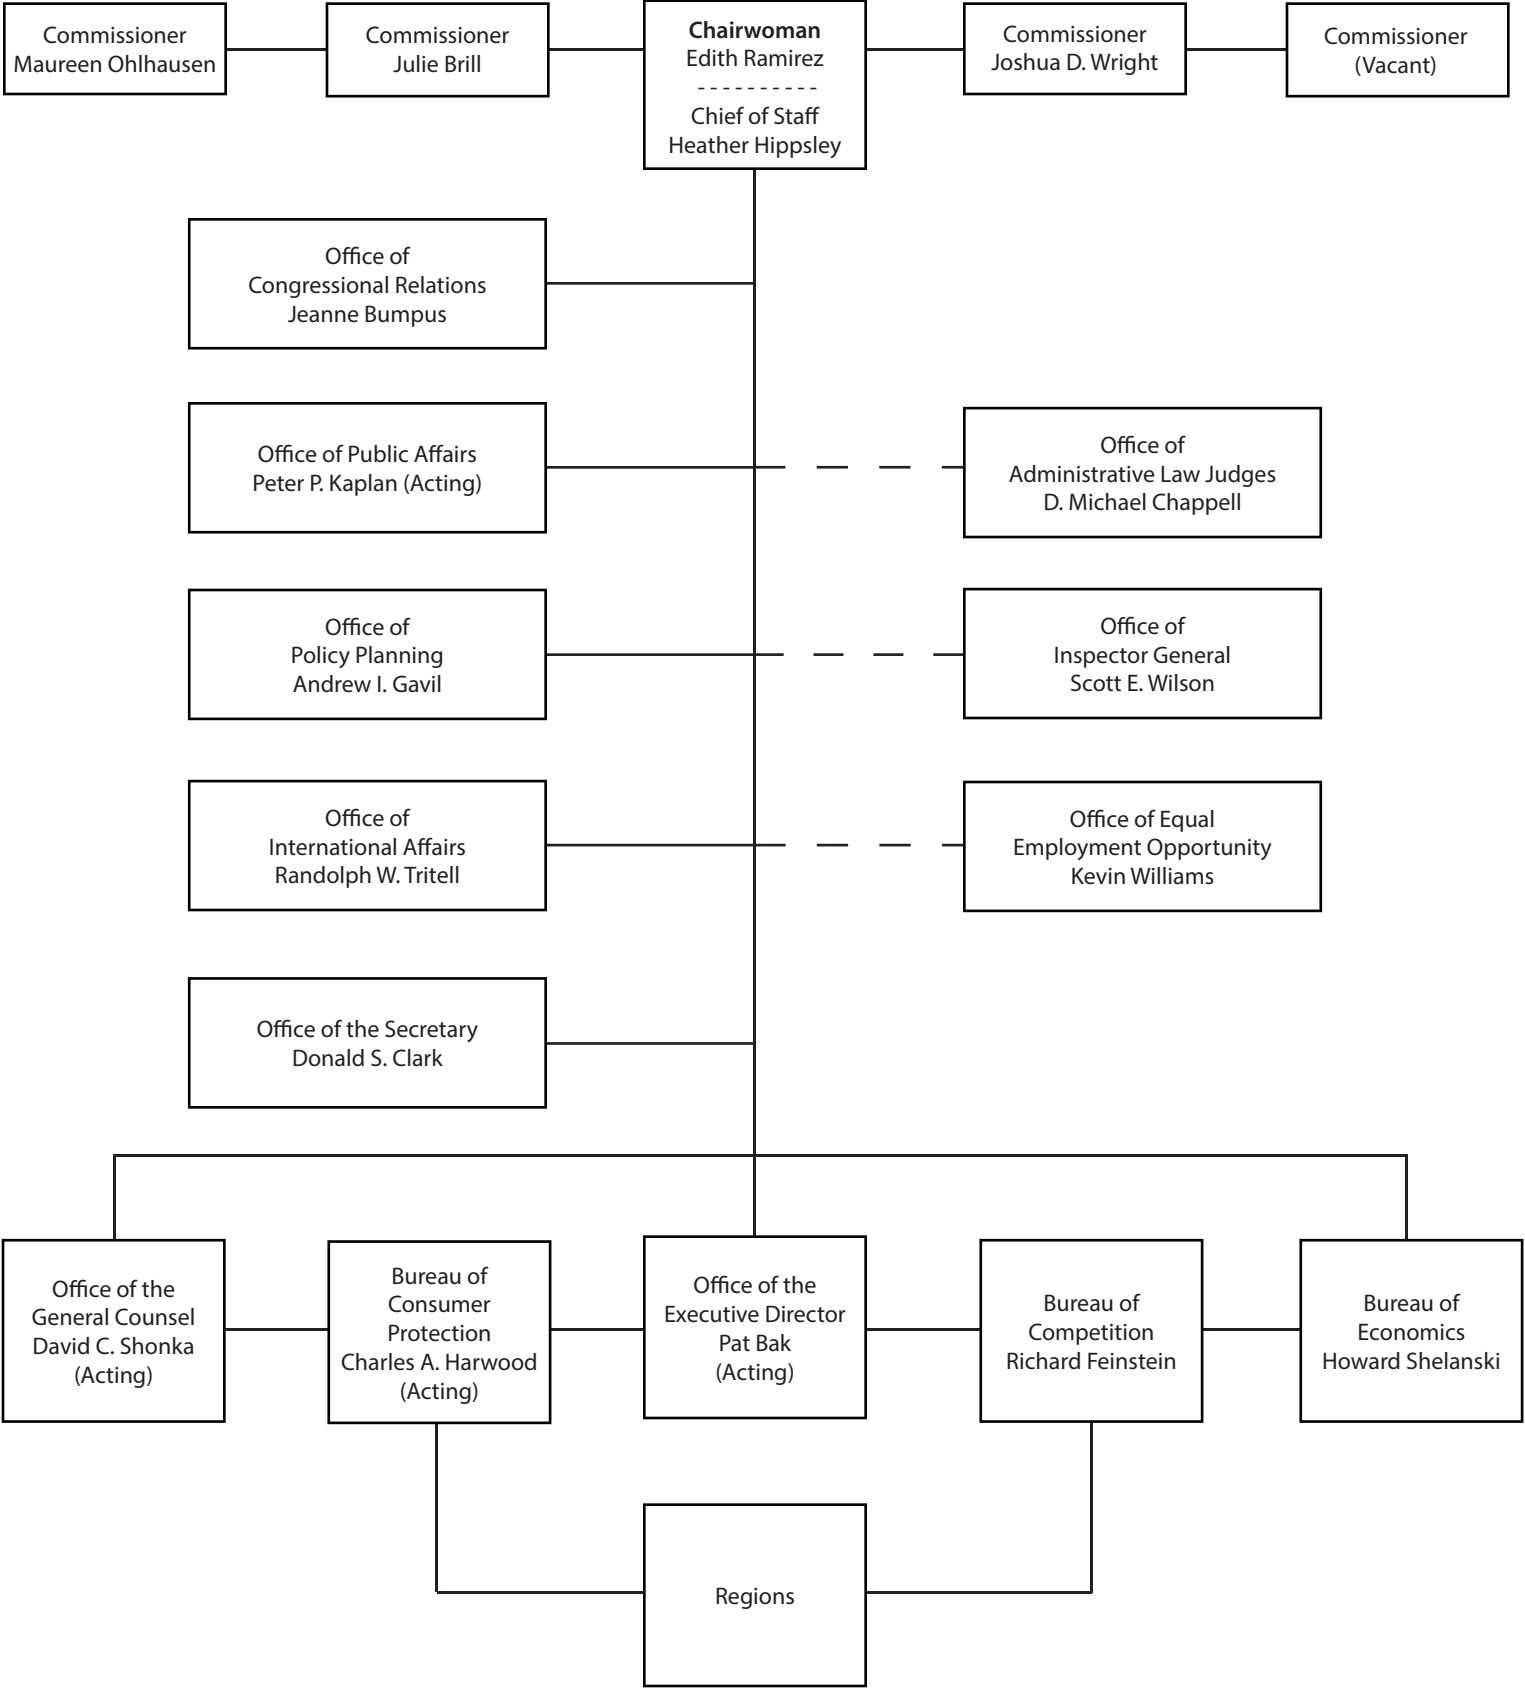 Commissioner
Maureen Ohlhausen
Commissioner
Julie Brill
Chairwoman
Edith Ramirez
----------
Chief of Staff
Heather Hippsley
Commissioner
Joshua D. Wright
Commissioner
(Vacant)
Office of
Congressional Relations
Jeanne Bumpus
Office of Public Affairs
Peter P. Kaplan (Acting)
Office of
Administrative Law Judges
D. Michael Chappell
Office of
Policy Planning
Andrew I. Gavil
Office of
Inspector General
Scott E. Wilson
Office of
International Affairs
Randolph W. Tritell
Office of Equal
Employment Opportunity
Kevin Williams
Office of the Secretary
Donald S. Clark
Office of the
General Counsel
David C. Shonka
(Acting)
Bureau of
Consumer
Protection
Charles A. Harwood
(Acting)
Office of the
Executive Director
Pat Bak
(Acting)
Bureau of
Competition
Richard Feinstein
Bureau of
Economics
Howard Shelanski
Regions